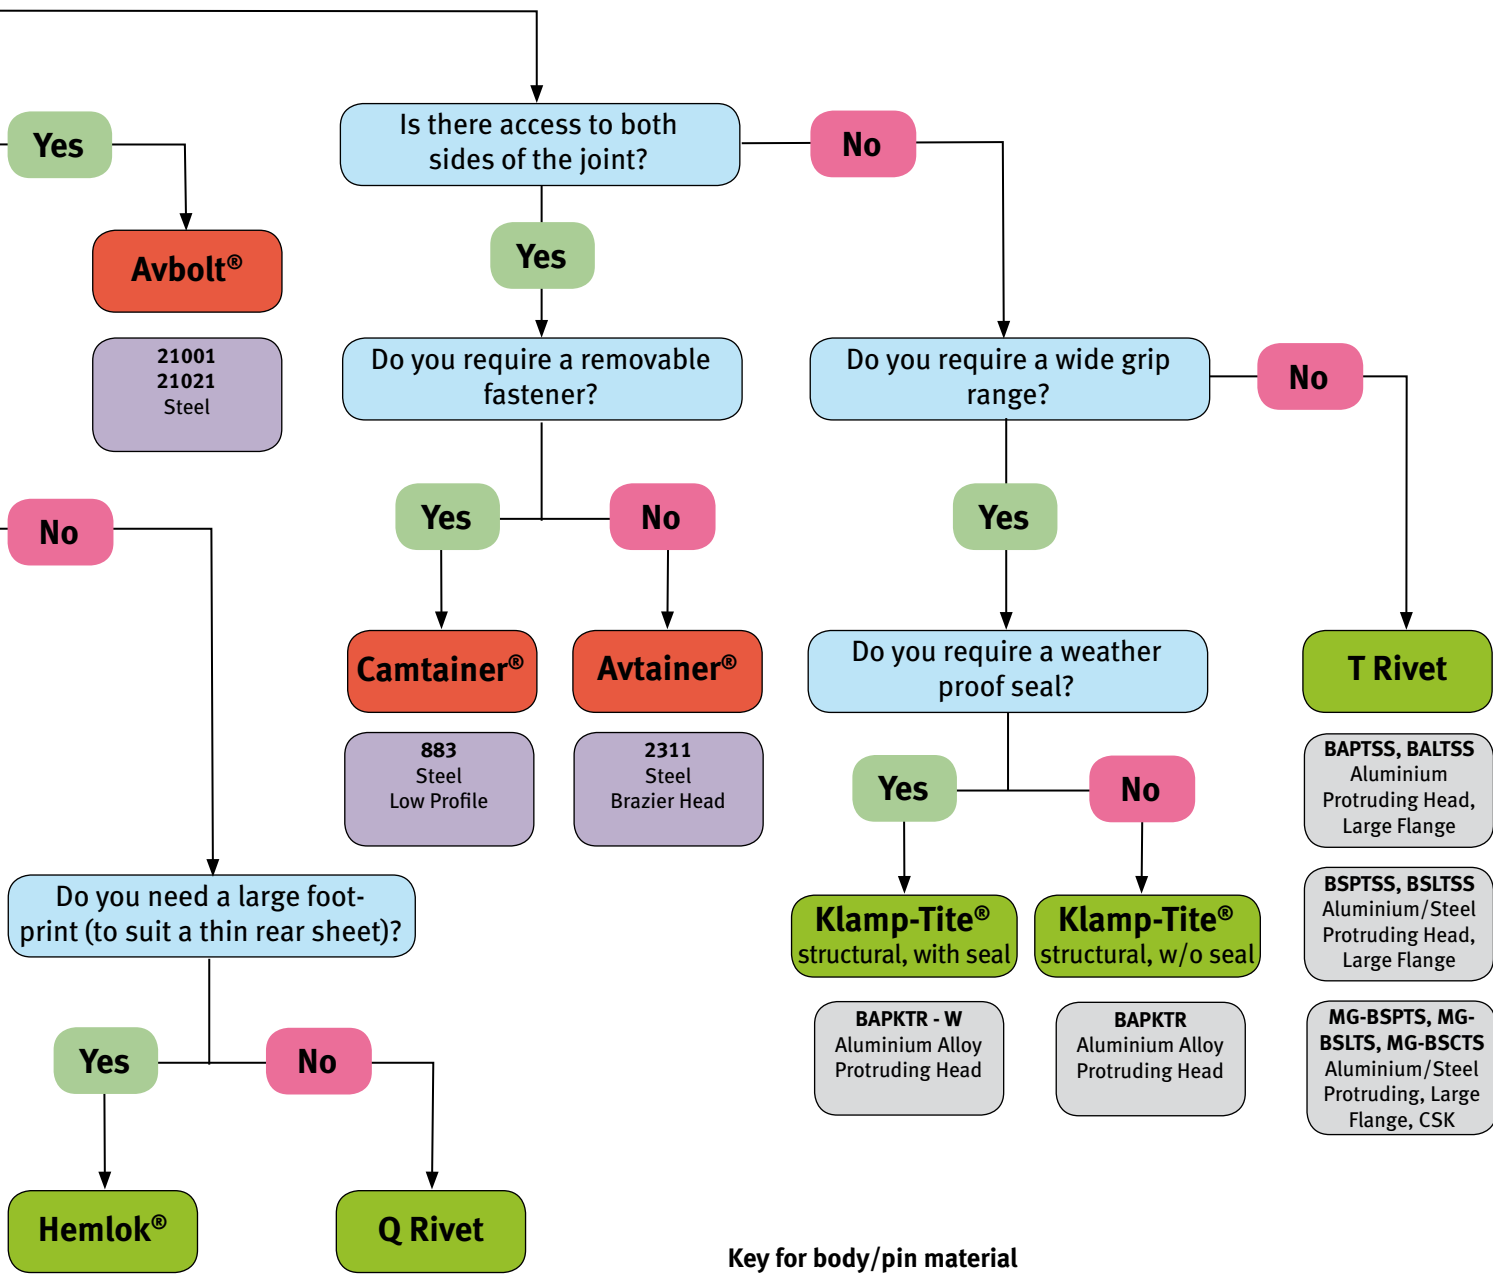 Is there access to both
sides of the joint?
No
Yes
Avbolt®
21001
21021
Steel
Yes
Do you require a removable
fastener?
Do you require a wide grip
range?
No
No
Yes
No
Yes
Camtainer®
883
Steel
Low Profile
Avtainer®
2311
Steel
Brazier Head
Do you require a weather
proof seal?
T Rivet
BAPTSS, BALTSS
Aluminium
Protruding Head,
Large Flange
BSPTSS, BSLTSS
Aluminium/Steel
Protruding Head,
Large Flange
MG-BSPTS, MG-
BSLTS, MG-BSCTS
Aluminium/Steel
Protruding, Large
Flange, CSK
Yes
No
Klamp-Tite®
structural, with seal
BAPKTR - W
Aluminium Alloy
Protruding Head
Klamp-Tite®
structural, w/o seal
BAPKTR
Aluminium Alloy
Protruding Head
Do you need a large foot-
print (to suit a thin rear sheet)?
Yes
No
Hemlok®
Q Rivet
Key for body/pin material